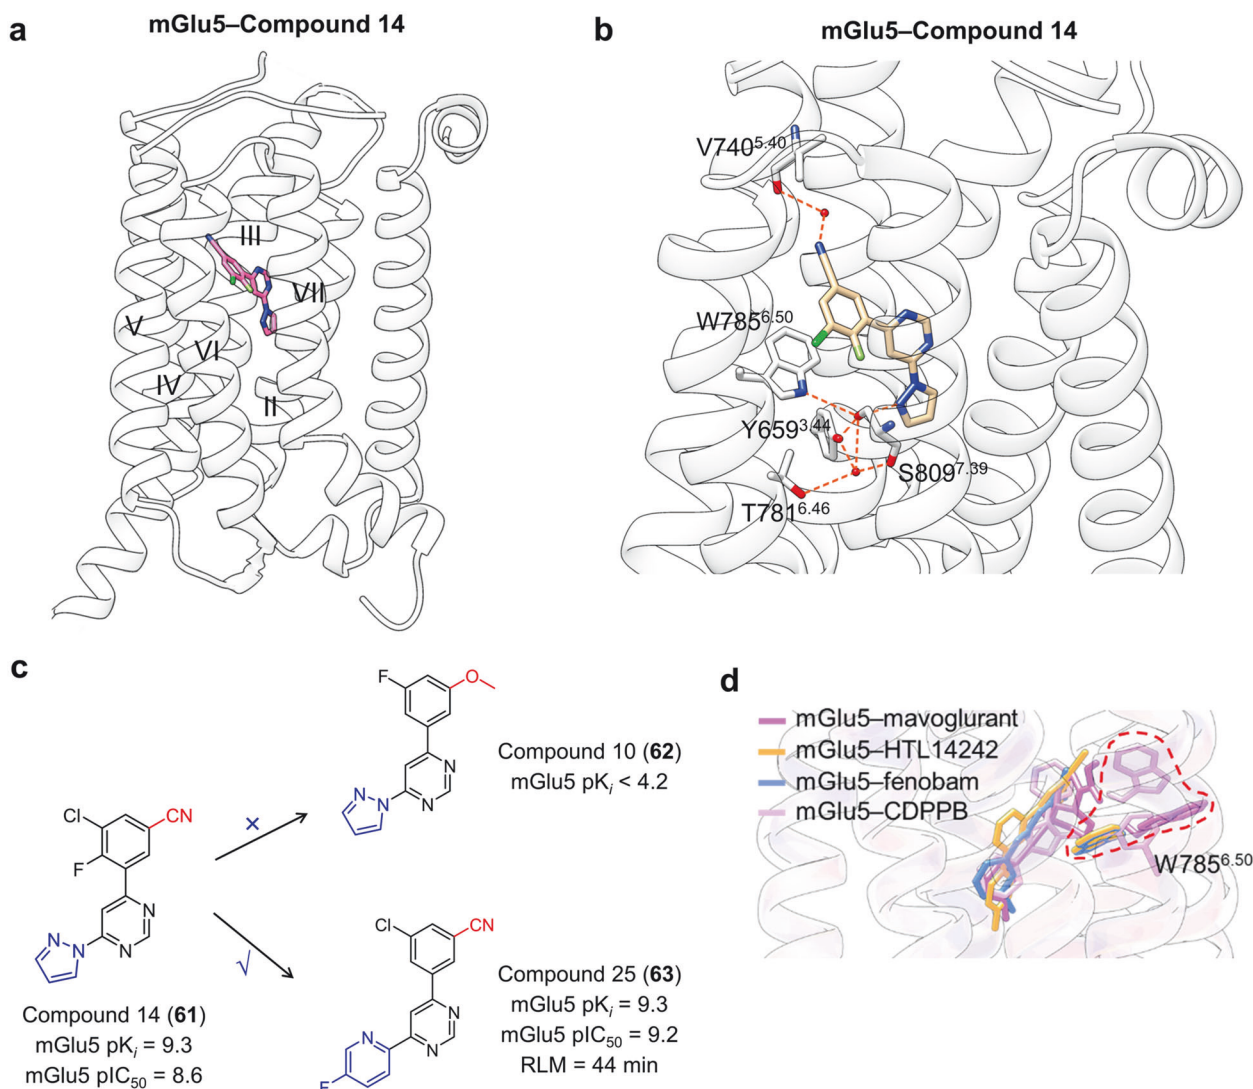 a
mGlu5–Compound 14
III
VII
V
VI
IV
II
b
mGlu5–Compound 14
V740^5.40
W785^6.50
Y659^3.44
S809^7.39
T781^6.46
c
F
O
N
N
N
N
Compound 10 (62)
mGlu5 pKi < 4.2
×
Cl
CN
F
N
N
N
N
Compound 14 (61)
mGlu5 pKi = 9.3
mGlu5 pIC50 = 8.6
√
Cl
CN
N
N
N
F
Compound 25 (63)
mGlu5 pKi = 9.3
mGlu5 pIC50 = 9.2
RLM = 44 min
d
mGlu5–mavoglurant
mGlu5–HTL14242
mGlu5–fenobam
mGlu5–CDPPB
W785^6.50